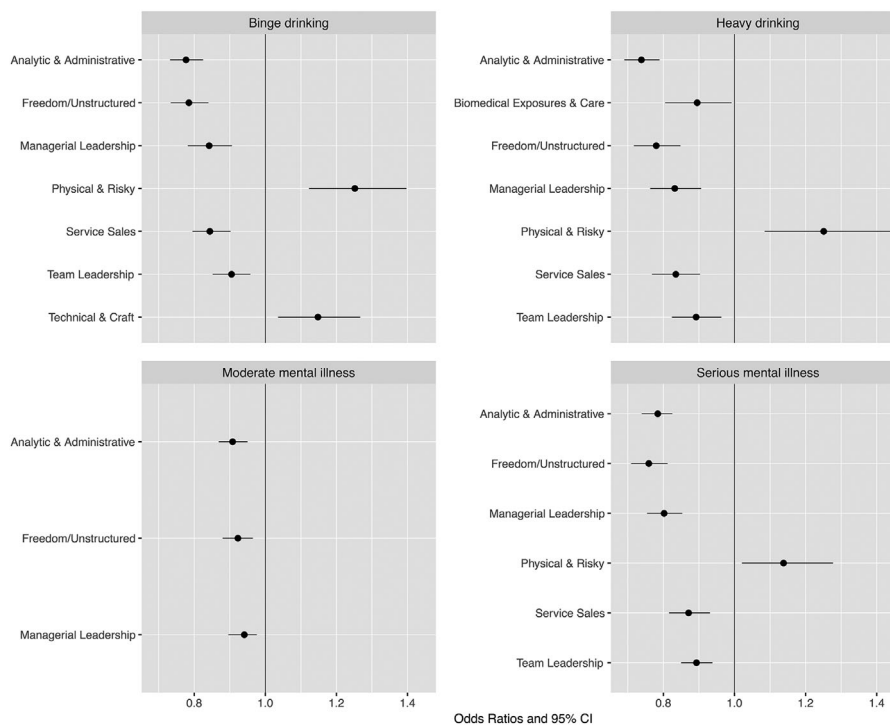 Binge drinking
Analytic & Administrative
Freedom/Unstructured
Managerial Leadership
Physical & Risky
Service Sales
Team Leadership
Technical & Craft
Heavy drinking
Analytic & Administrative
Biomedical Exposures & Care
Freedom/Unstructured
Managerial Leadership
Physical & Risky
Service Sales
Team Leadership
Moderate mental illness
Analytic & Administrative
Freedom/Unstructured
Managerial Leadership
0.8 1.0 1.2 1.4
Serious mental illness
Analytic & Administrative
Freedom/Unstructured
Managerial Leadership
Physical & Risky
Service Sales
Team Leadership
0.8 1.0 1.2 1.4
Odds Ratios and 95% CI